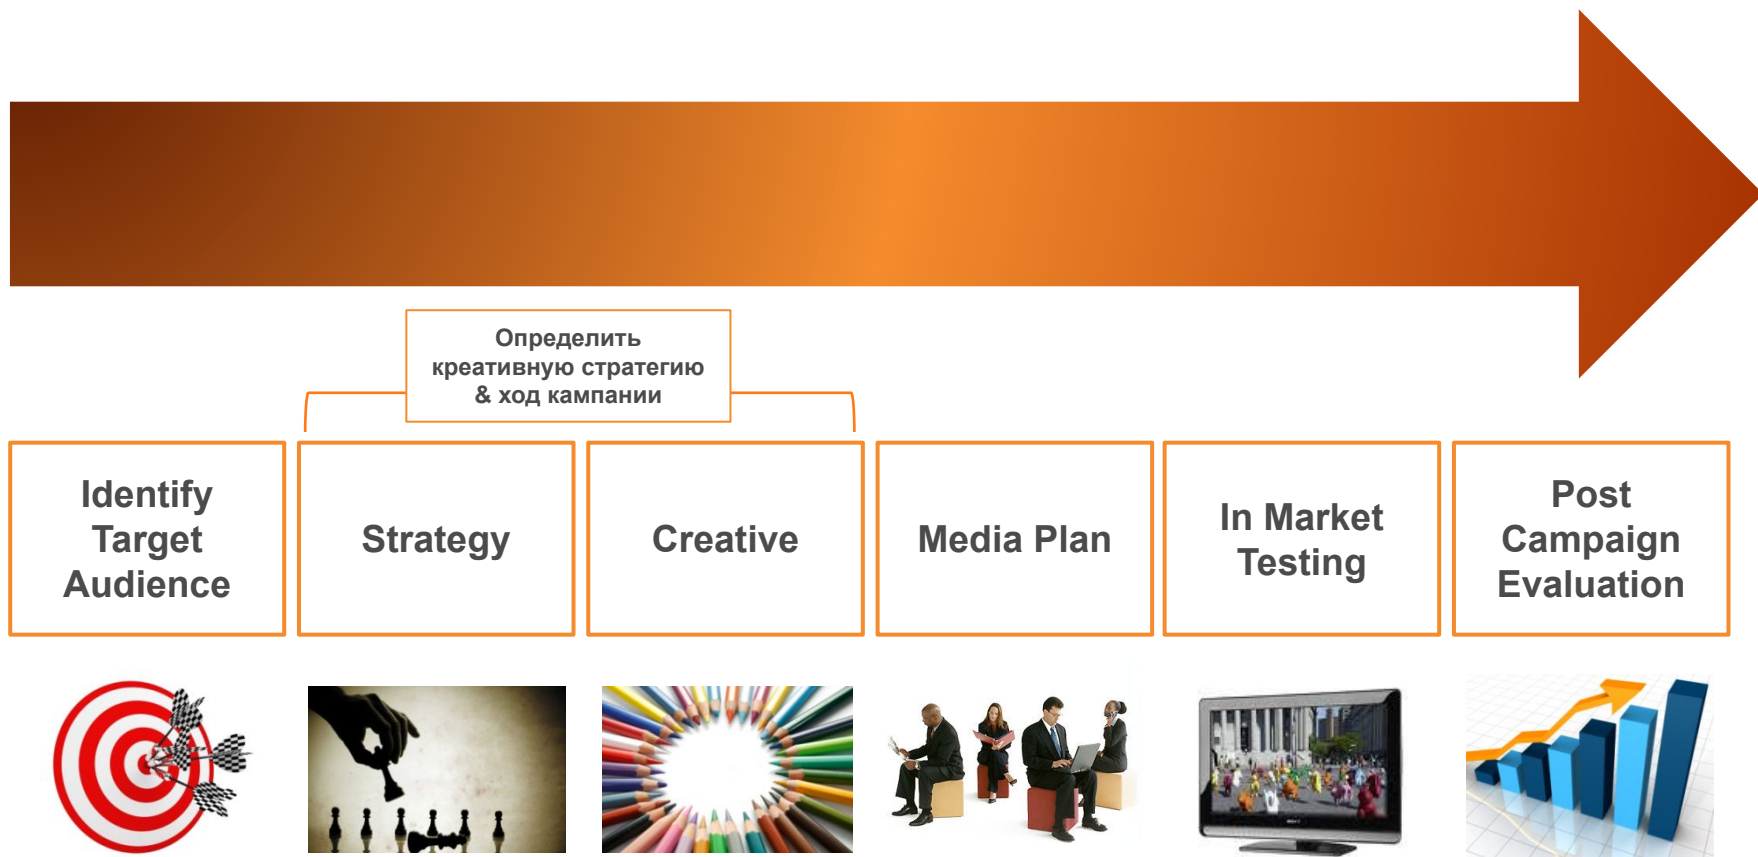 Определить
креативную стратегию
& ход кампании
Identify
Target
Audience
Strategy
Creative
Media Plan
In Market
Testing
Post
Campaign
Evaluation